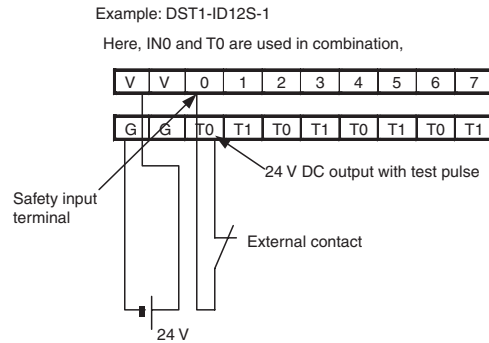 Example: DST1-ID12S-1
Here, IN0 and T0 are used in combination,
V V 0 1 2 3 4 5 6 7
G G T0 T1 T0 T1 T0 T1 T0 T1
24 V DC output with test pulse
Safety input
terminal
External contact
24 V